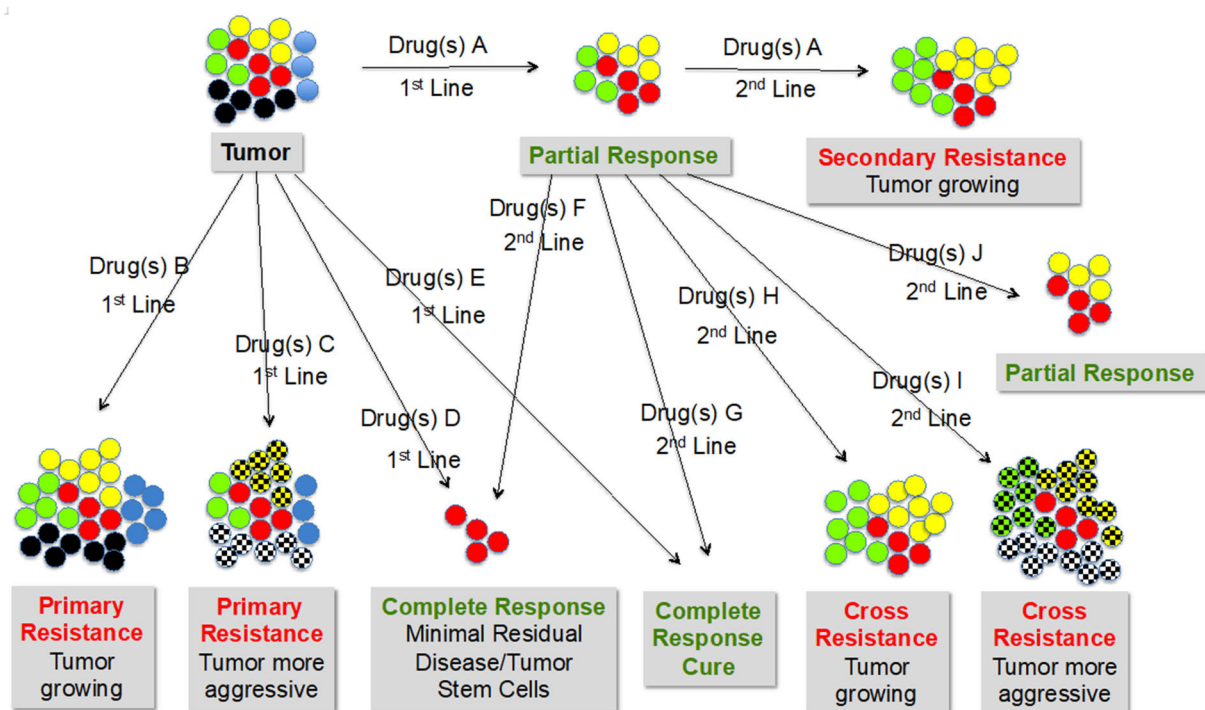 Drug(s) A
1st Line
Drug(s) A
2nd Line
Tumor
Partial Response
Secondary Resistance
Tumor growing
Drug(s) B
1st Line
Drug(s) C
1st Line
Drug(s) D
1st Line
Drug(s) E
1st Line
Drug(s) F
2nd Line
Drug(s) G
2nd Line
Drug(s) H
2nd Line
Drug(s) I
2nd Line
Drug(s) J
2nd Line
Partial Response
Primary
Resistance
Tumor
growing
Primary
Resistance
Tumor more
aggressive
Complete Response
Minimal Residual
Disease/Tumor
Stem Cells
Complete
Response
Cure
Cross
Resistance
Tumor
growing
Cross
Resistance
Tumor more
aggressive